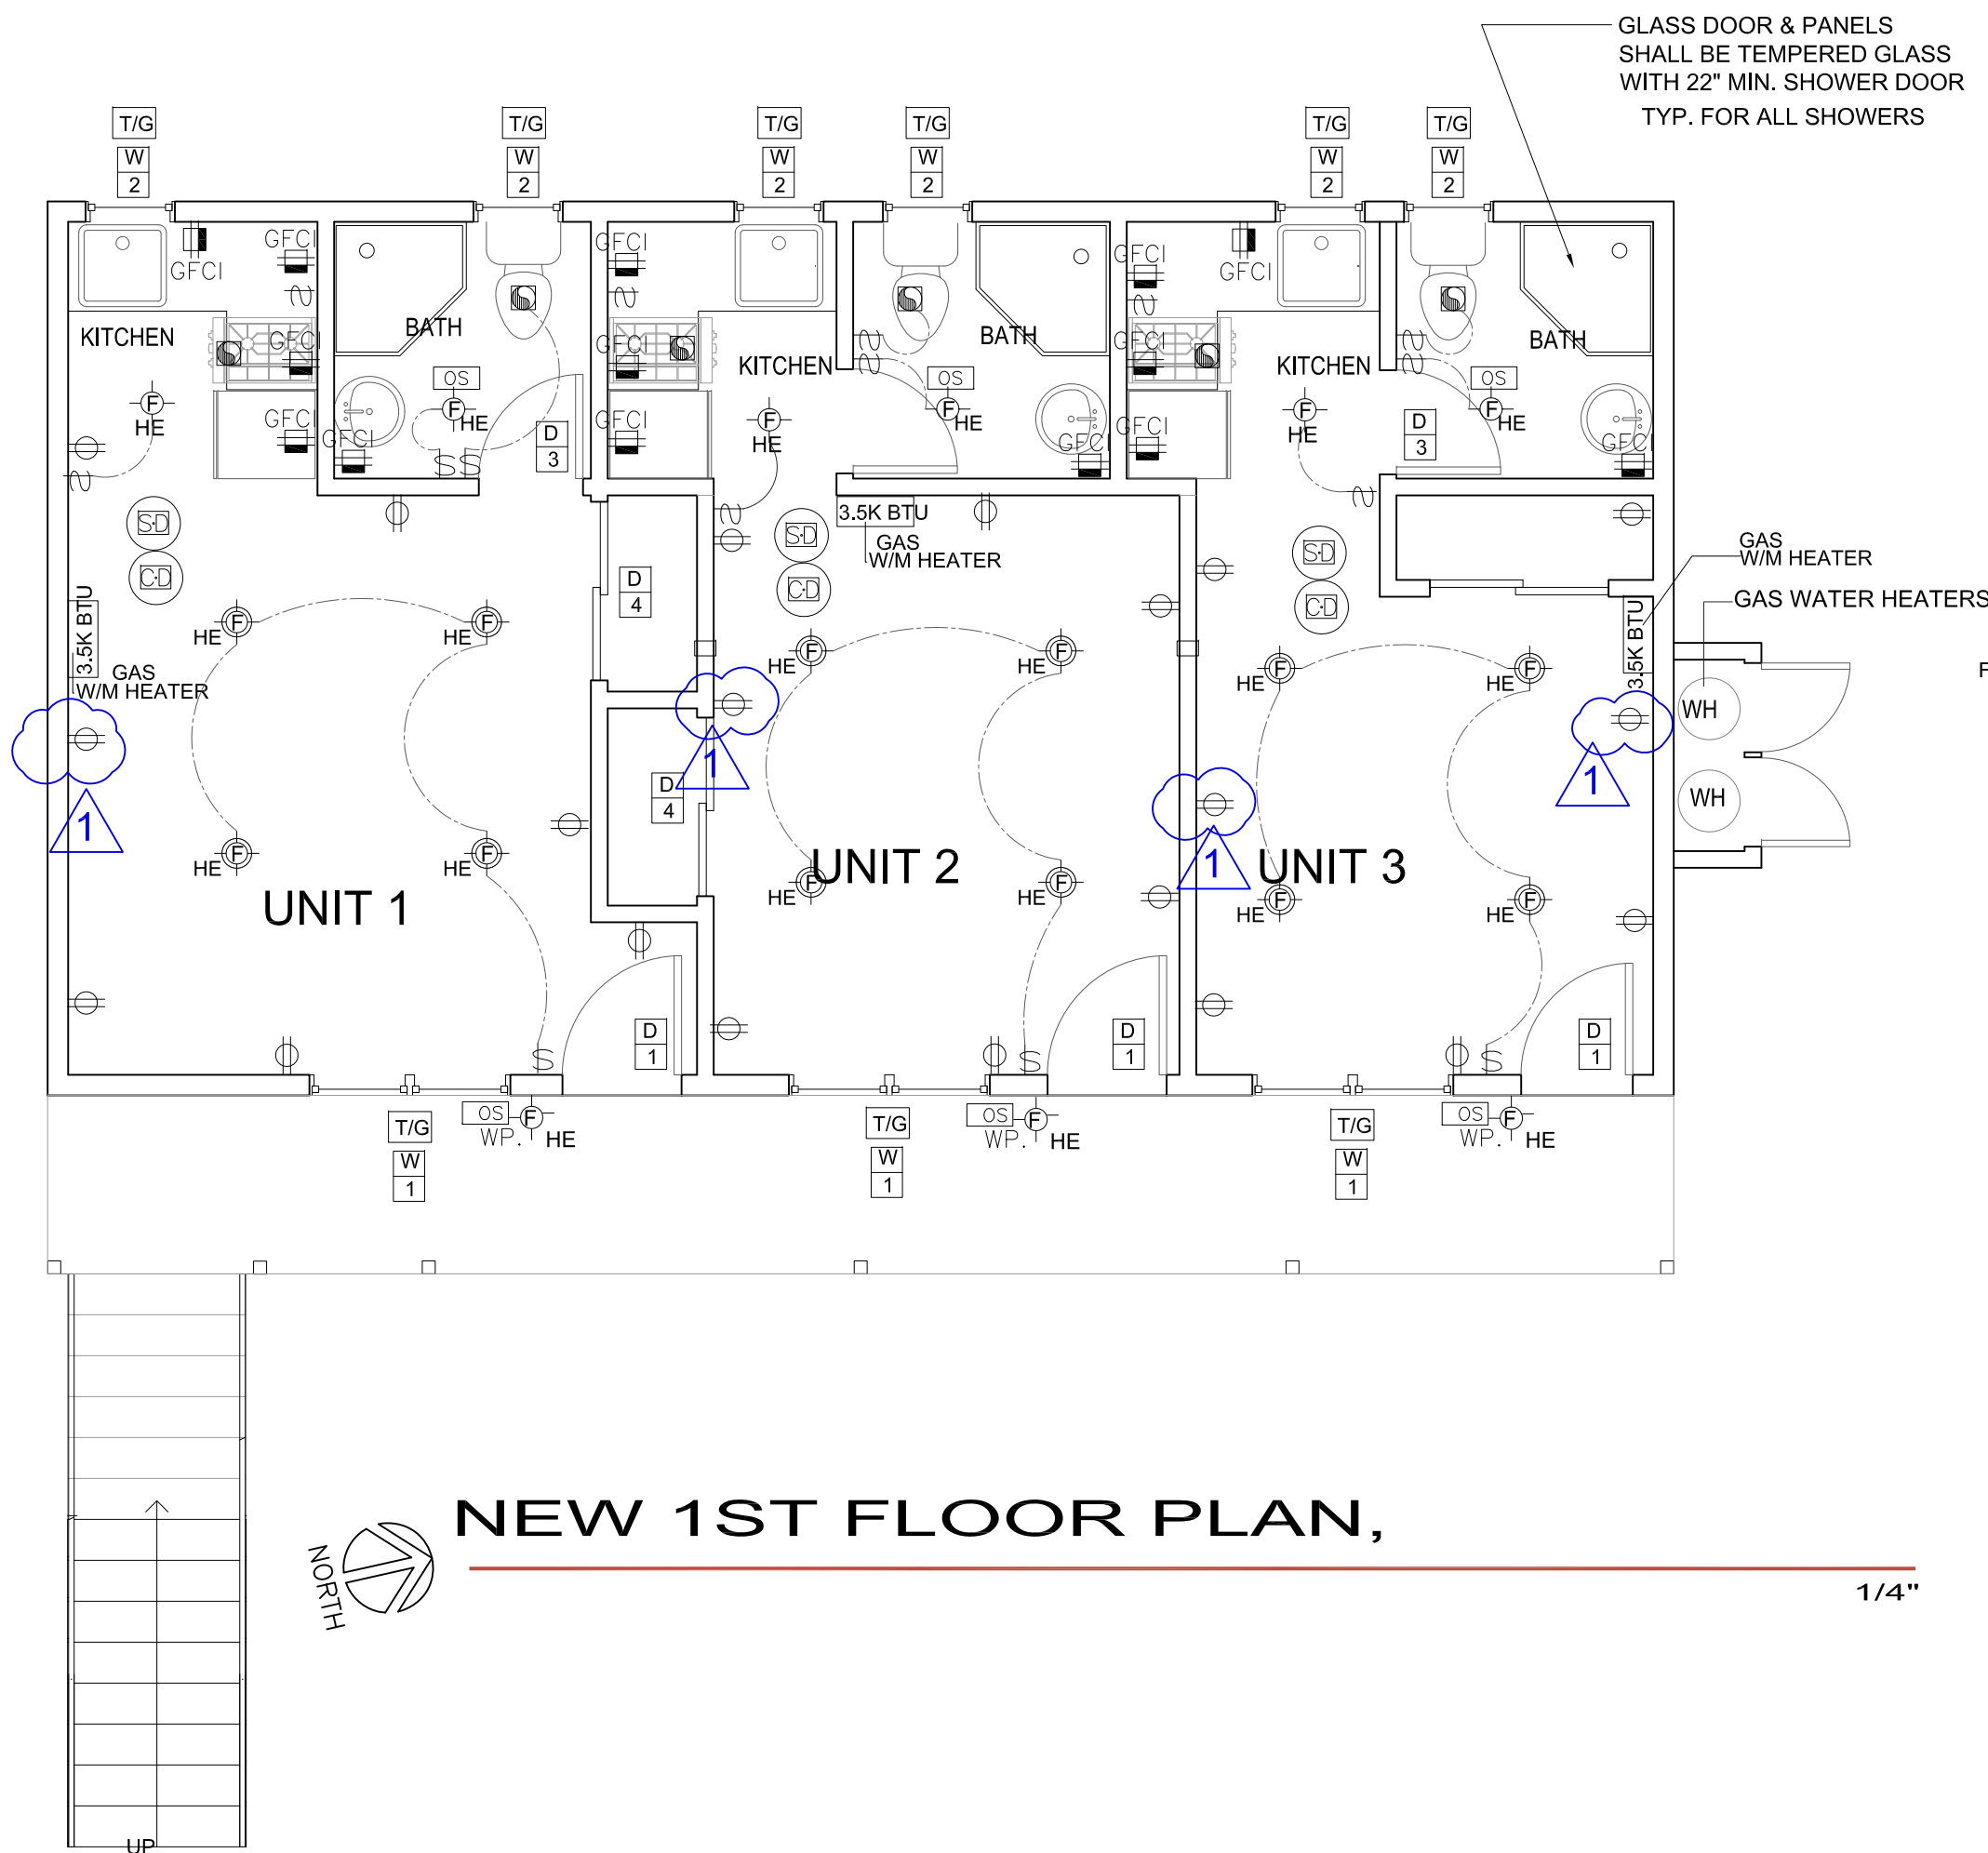 GLASS DOOR & PANELS
SHALL BE TEMPERED GLASS
WITH 22" MIN. SHOWER DOOR
TYP. FOR ALL SHOWERS
T/G T/G T/G T/G T/G T/G
W W W W W W
2 2 2 2 2 2
GFCI GFCI GFCI GFCI GFCI
KITCHEN GFCI BATH GFCI KITCHEN BATH GFCI KITCHEN BATH
OS OS OS
F HE F HE F HE F HE F HE F HE
GFCI GFCI GFCI GFCI GFCI GFCI
D D
3 3
SS
S·D S·D S·D
C·D C·D C·D
3.5K BTU
GAS
W/M HEATER
3.5K BTU
GAS
W/M HEATER
3.5K BTU
GAS
W/M HEATER
GAS WATER HEATERS
F
D
4
D
4
HE F HE F HE F HE F HE F HE F
WH
WH
1 1 1 1
HE F HE F HE F HE F HE F HE F
UNIT 1 UNIT 2 UNIT 3
S S S
D D D
1 1 1
OS F HE OS F HE OS F HE
WP. WP. WP.
T/G T/G T/G
W W W
1 1 1
NEW 1ST FLOOR PLAN,
NORTH
1/4"
UP